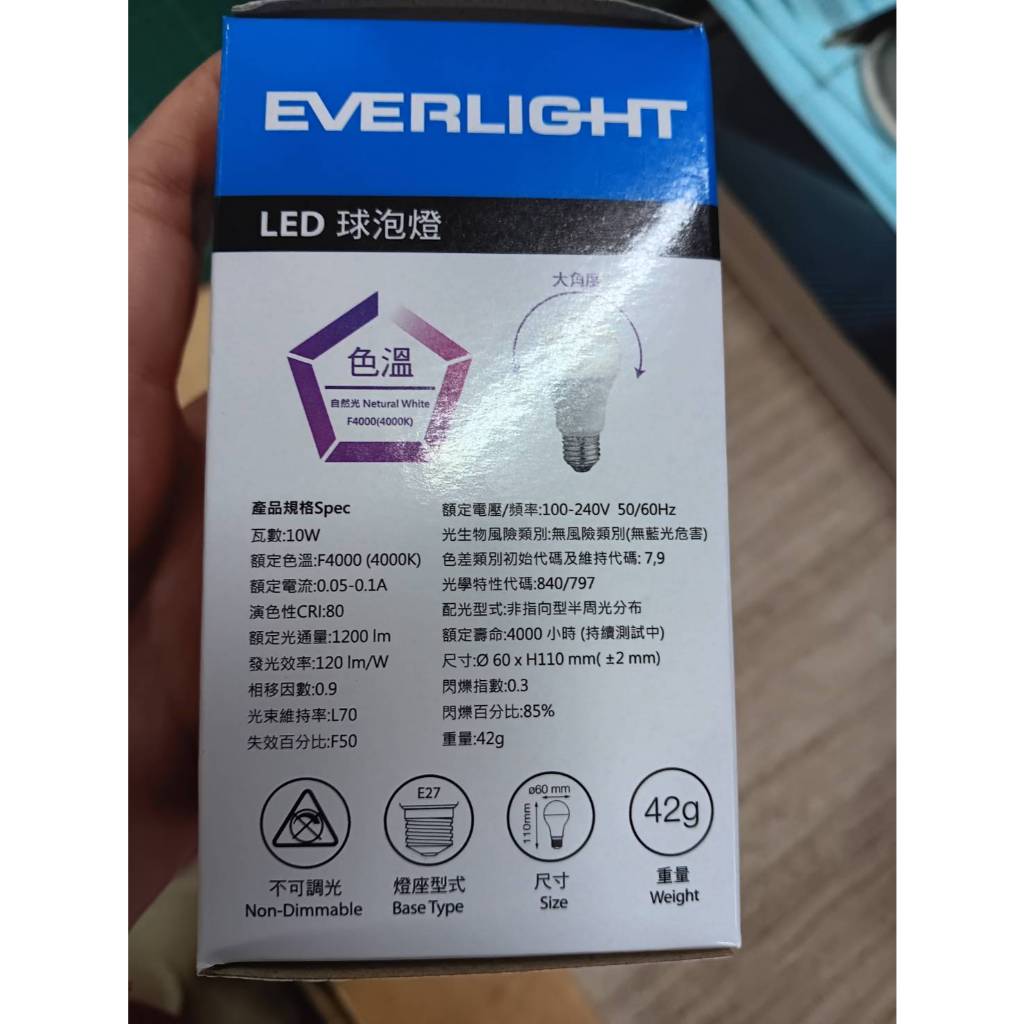 EVERLIGHT
LED 球泡燈
色溫
自然光 Netural White
F4000(4000K)
大角度
產品規格Spec
瓦數:10W
額定色溫:F4000 (4000K)
額定電流:0.05-0.1A
演色性CRI:80
額定光通量:1200 lm
發光效率:120 lm/W
相移因數:0.9
光束維持率:L70
失效百分比:F50
額定電壓/頻率:100-240V 50/60Hz
光生物風險類別:無風險類別(無藍光危害)
色差類別初始代碼及維持代碼: 7,9
光學特性代碼:840/797
配光型式:非指向型半周光分布
額定壽命:4000 小時 (持續測試中)
尺寸:Ø 60 x H110 mm( ±2 mm)
閃爍指數:0.3
閃爍百分比:85%
重量:42g
不可調光
Non-Dimmable
E27
燈座型式
Base Type
ø60 mm
110mm
尺寸
Size
42g
重量
Weight